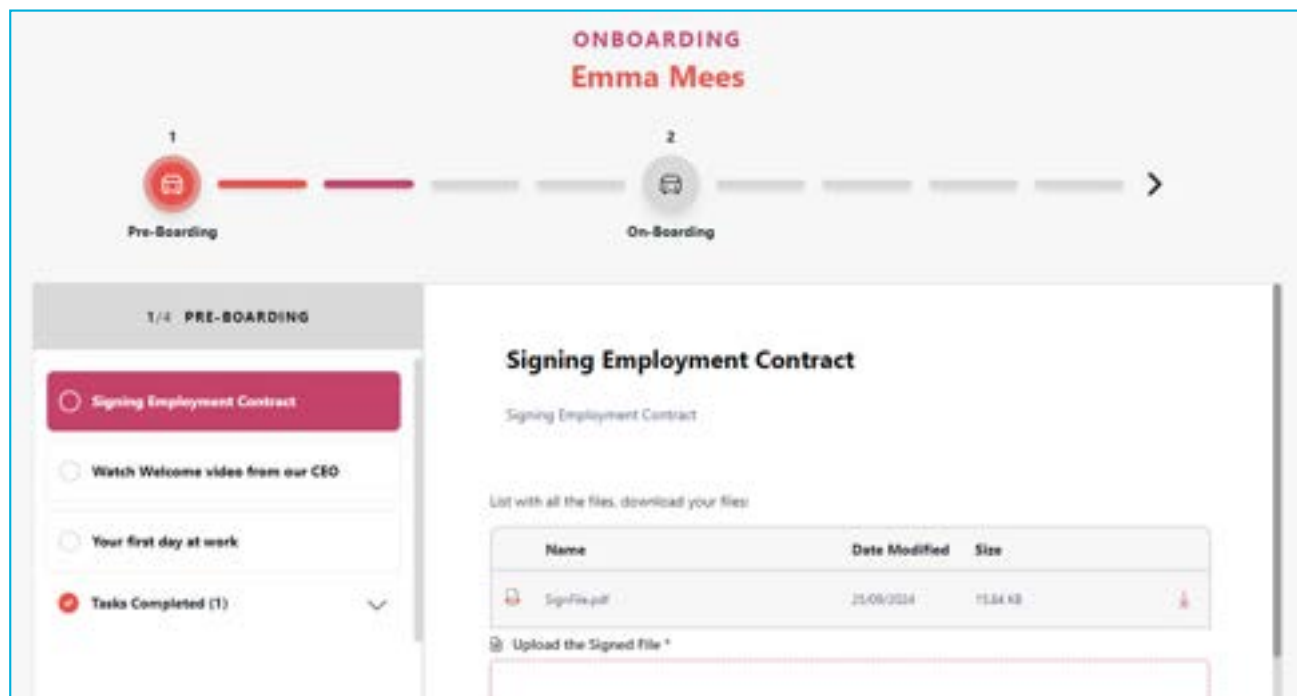 ONBOARDING
Emma Mees
1
2
Pre-Boarding
On-Boarding
1/4 PRE-BOARDING
Signing Employment Contract
Watch Welcome video from our CEO
Your first day at work
Tasks Completed (1)
Signing Employment Contract
Signing Employment Contract
List with all the files, download your files:
Name Date Modified Size
SignFile.pdf 25/09/2024 15.84 KB
Upload the Signed File *